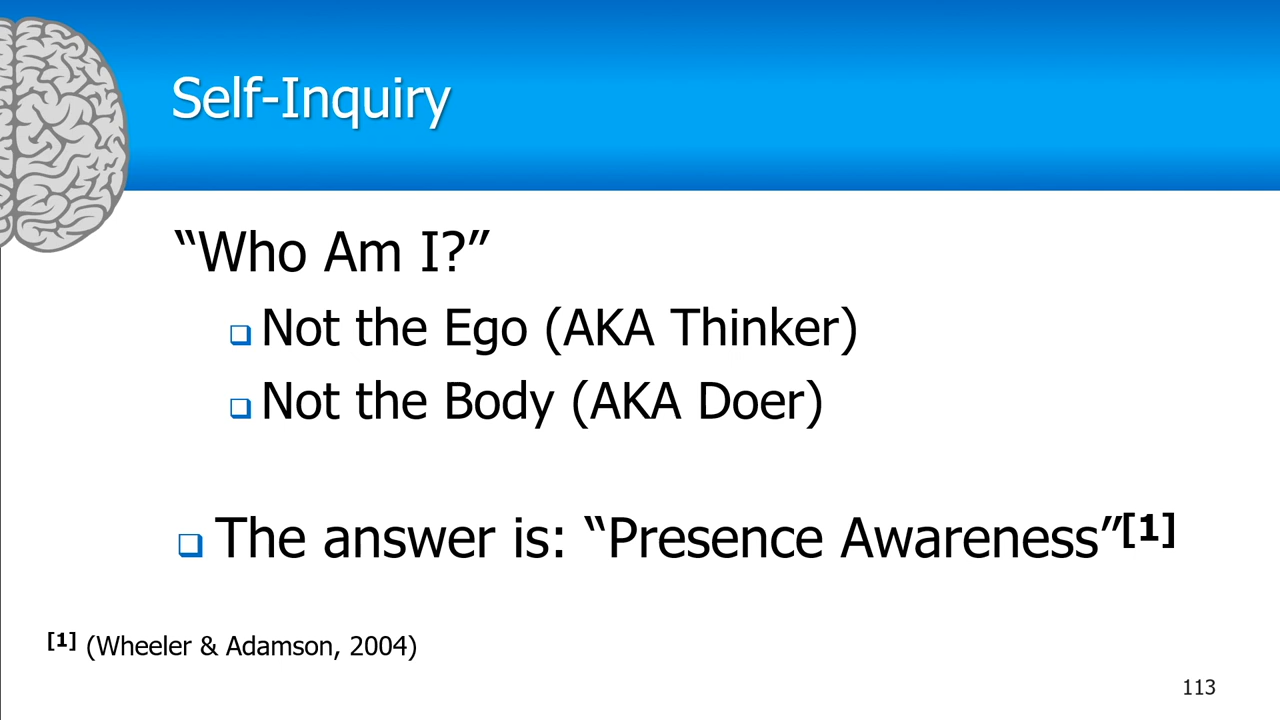 Self-Inquiry
“Who Am I?”
❑ Not the Ego (AKA Thinker)
❑ Not the Body (AKA Doer)
❑ The answer is: “Presence Awareness”[1]
[1] (Wheeler & Adamson, 2004)
113